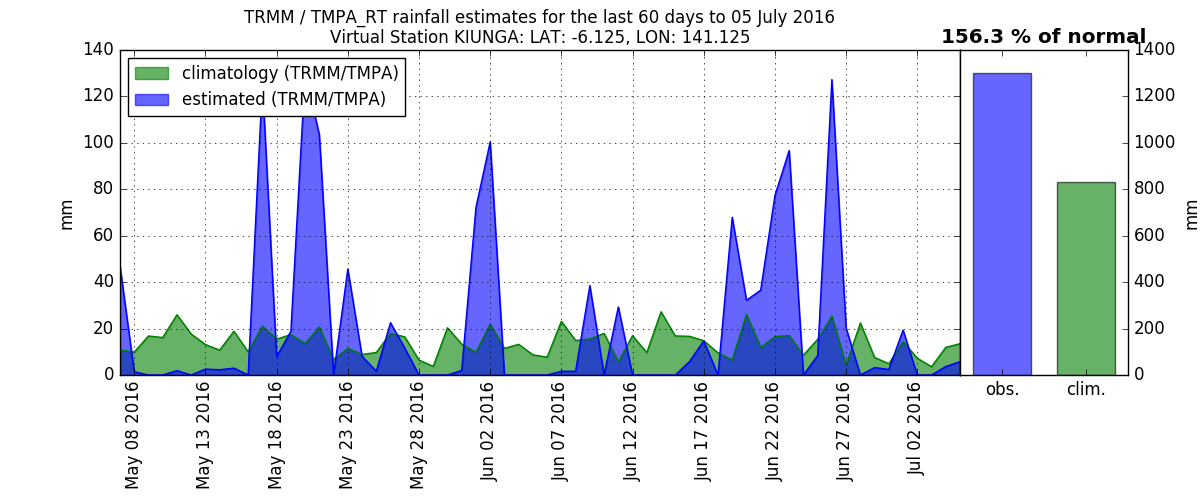 TRMM / TMPA_RT rainfall estimates for the last 60 days to 05 July 2016
Virtual Station KIUNGA: LAT: -6.125, LON: 141.125
156.3 % of normal
climatology (TRMM/TMPA)
estimated (TRMM/TMPA)
mm
140
120
100
80
60
40
20
0
May 08 2016
May 13 2016
May 18 2016
May 23 2016
May 28 2016
Jun 02 2016
Jun 07 2016
Jun 12 2016
Jun 17 2016
Jun 22 2016
Jun 27 2016
Jul 02 2016
obs.
clim.
1400
1200
1000
800
600
400
200
0
mm